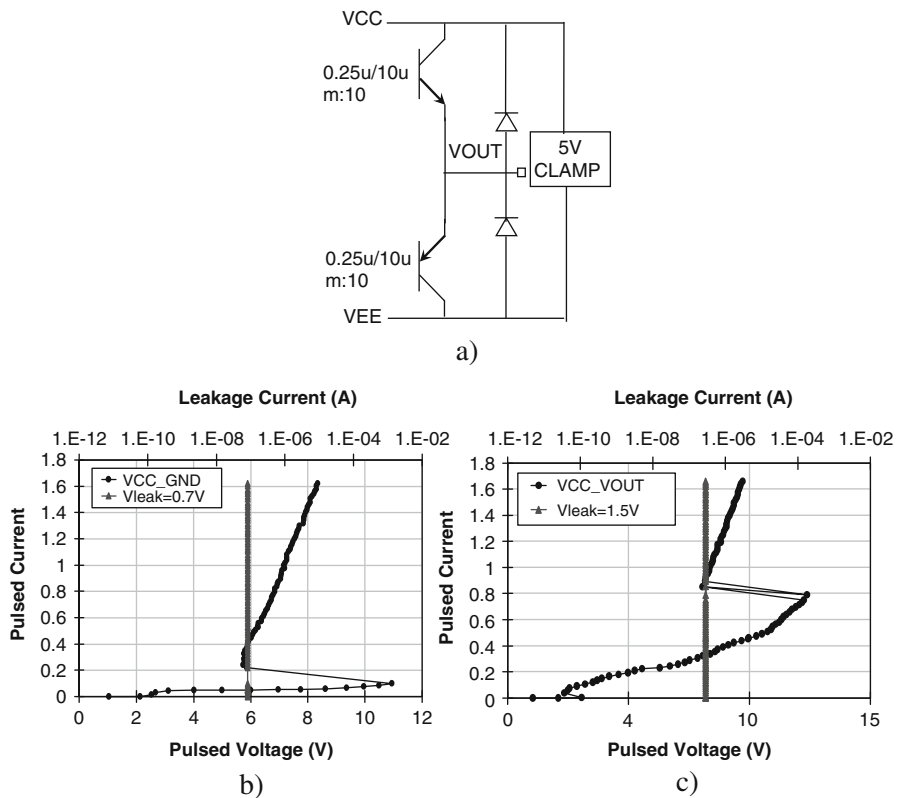 VCC
0.25u/10u
m:10
VOUT
5V
CLAMP
0.25u/10u
m:10
VEE
a)
Leakage Current (A)
1.E-12 1.E-10 1.E-08 1.E-06 1.E-04 1.E-02
1.8
1.6
1.4
1.2
1
0.8
0.6
0.4
0.2
0
Pulsed Current
VCC_GND
Vleak=0.7V
0 2 4 6 8 10 12
Pulsed Voltage (V)
b)
Leakage Current (A)
1.E-12 1.E-10 1.E-08 1.E-06 1.E-04 1.E-02
1.8
1.6
1.4
1.2
1
0.8
0.6
0.4
0.2
0
Pulsed Current
VCC_VOUT
Vleak=1.5V
0 4 10 15
Pulsed Voltage (V)
c)